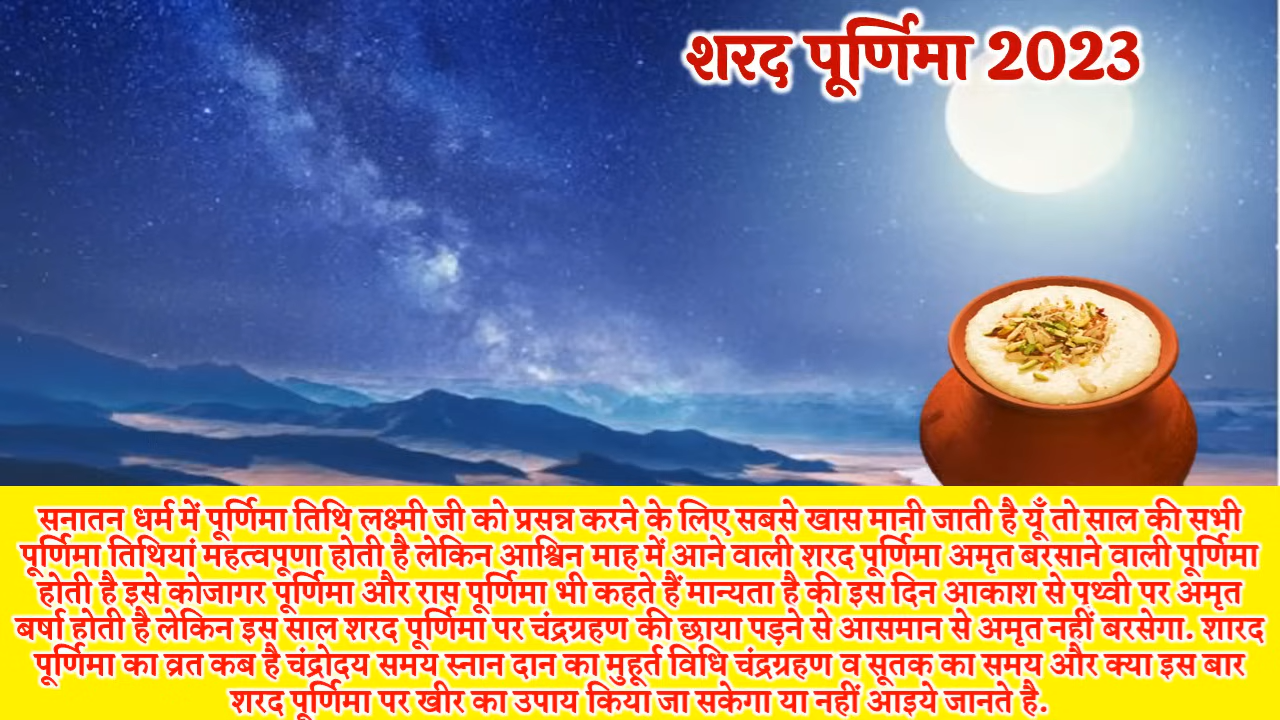 शरद पूर्णिमा 2023
सनातन धर्म में पूर्णिमा तिथि लक्ष्मी जी को प्रसन्न करने के लिए सबसे खास मानी जाती है यूँ तो साल की सभी
पूर्णिमा तिथियां महत्वपूणा होती है लेकिन आश्विन माह में आने वाली शरद पूर्णिमा अमृत बरसाने वाली पूर्णिमा
होती है इसे कोजागर पूर्णिमा और रास पूर्णिमा भी कहते हैं मान्यता है की इस दिन आकाश से पृथ्वी पर अमृत
बर्षा होती है लेकिन इस साल शरद पूर्णिमा पर चंद्रग्रहण की छाया पड़ने से आसमान से अमृत नहीं बरसेगा. शारद
पूर्णिमा का व्रत कब है चंद्रोदय समय स्नान दान का मुहूर्त विधि चंद्रग्रहण व सूतक का समय और क्या इस बार
शरद पूर्णिमा पर खीर का उपाय किया जा सकेगा या नहीं आइये जानते है.